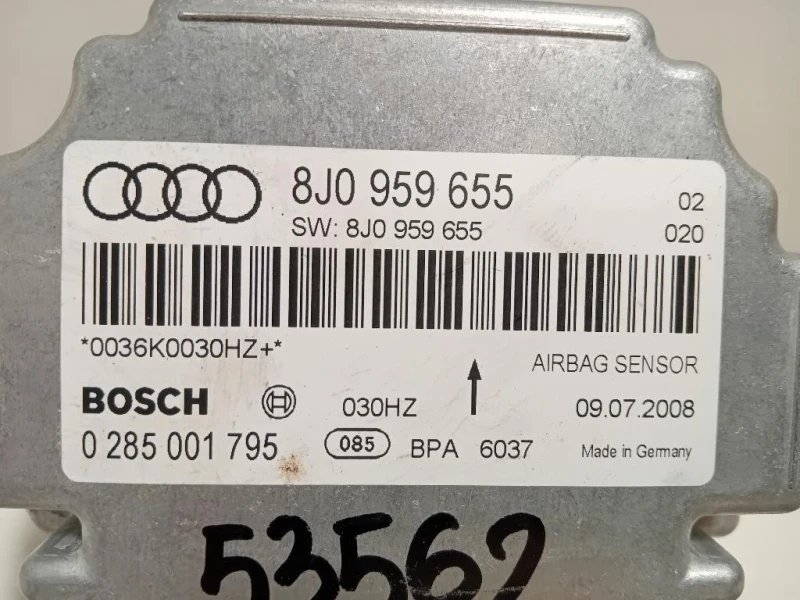 8J0 959 655
02
SW: 8J0 959 655
020
*0036K0030HZ+*
AIRBAG SENSOR
BOSCH
030HZ
09.07.2008
0 285 001 795
085
BPA 6037
Made in Germany
53562